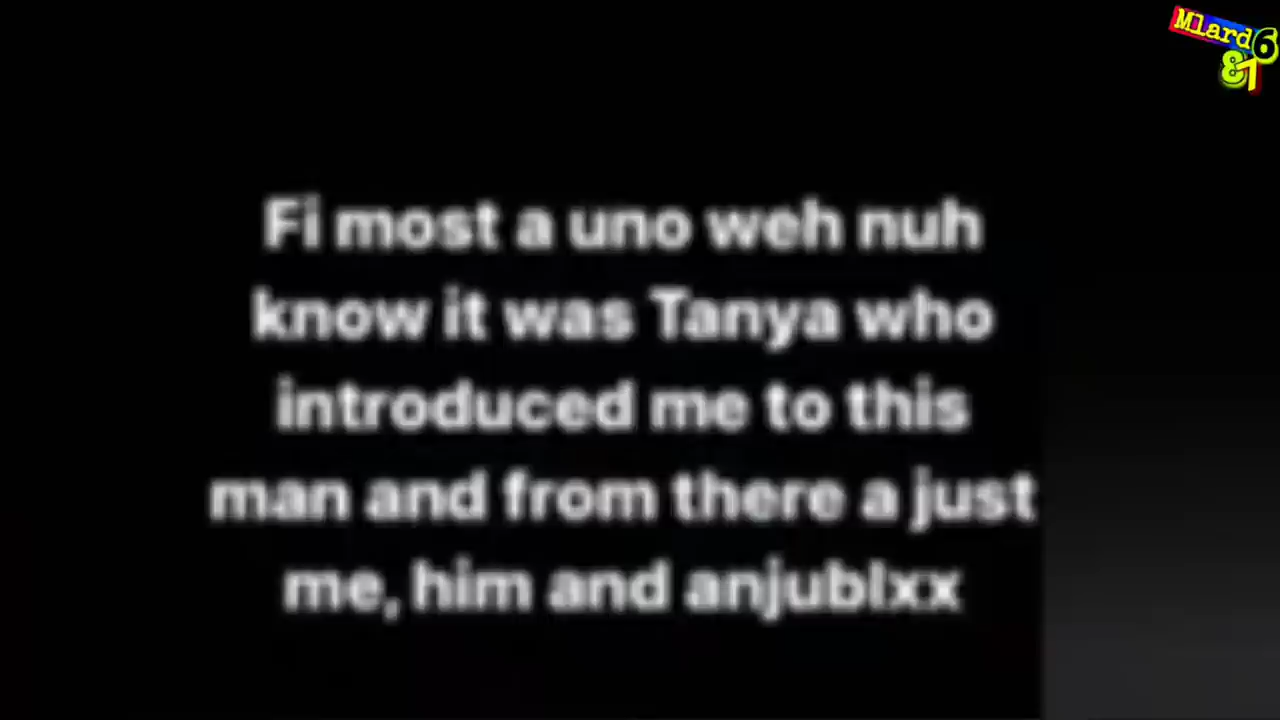 Mlard6
87
Fi most a uno weh nuh
know it was Tanya who
introduced me to this
man and from there a just
me, him and anjublxx